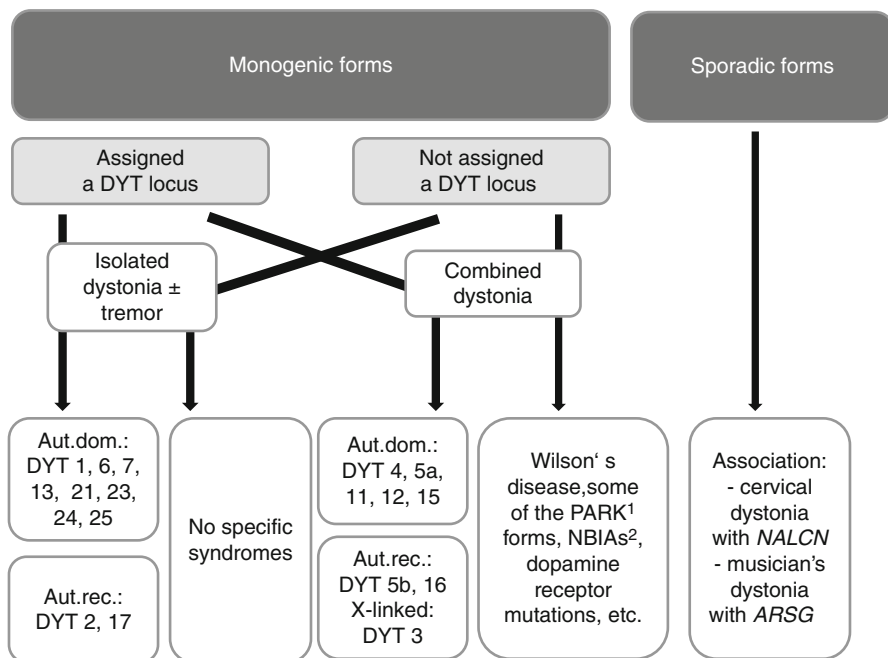 Monogenic forms
Sporadic forms
Assigned
a DYT locus
Not assigned
a DYT locus
Isolated
dystonia ±
tremor
Combined
dystonia
Aut.dom.:
DYT 1, 6, 7,
13, 21, 23,
24, 25
Aut.rec.:
DYT 2, 17
No specific
syndromes
Aut.dom.:
DYT 4, 5a,
11, 12, 15
Aut.rec.:
DYT 5b, 16
X-linked:
DYT 3
Wilson‘ s
disease,some
of the PARK¹
forms, NBIAs²,
dopamine
receptor
mutations, etc.
Association:
- cervical
dystonia
with NALCN
- musician’s
dystonia
with ARSG